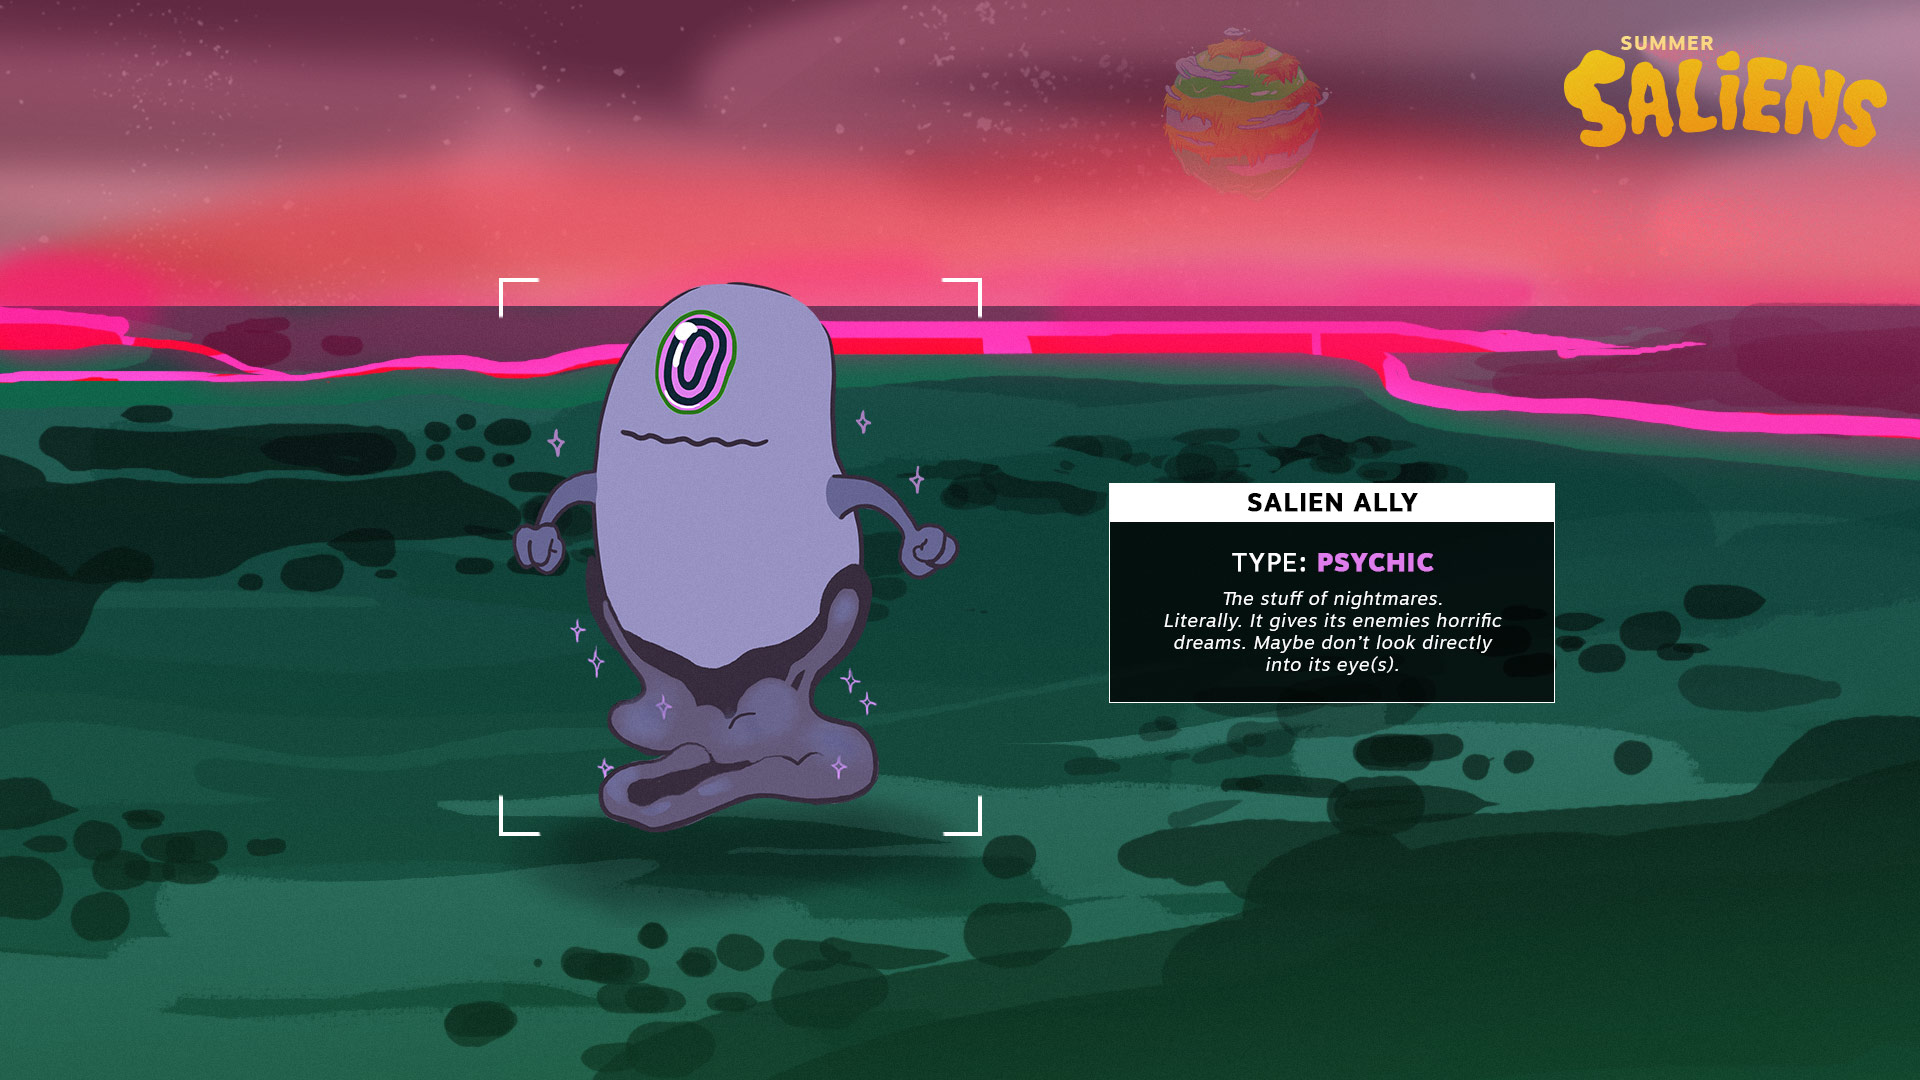 SUMMER
SALiENS
SALIEN ALLY
TYPE: PSYCHIC
The stuff of nightmares.
Literally. It gives its enemies horrific
dreams. Maybe don't look directly
into its eye(s).